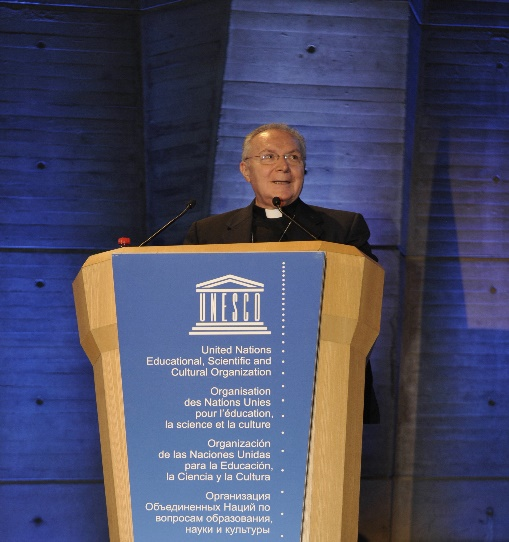 UNESCO
United Nations
Educational, Scientific and
Cultural Organization
Organisation
des Nations Unies
pour l'éducation,
la science et la culture
Organización
de las Naciones Unidas
para la Educación,
la Ciencia y la Cultura
Организация
Объединенных Наций по
вопросам образования,
науки и культуры